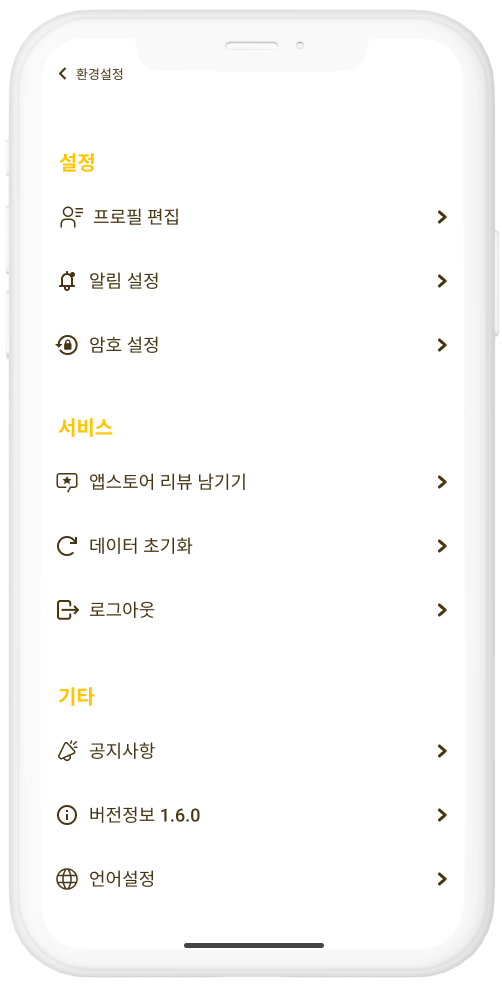 환경설정
설정
프로필 편집
알림 설정
암호 설정
서비스
앱스토어 리뷰 남기기
데이터 초기화
로그아웃
기타
공지사항
버전정보 1.6.0
언어설정